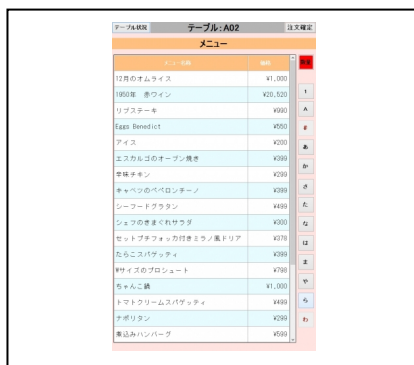 テーブル状況 テーブル:A02 注文確定
メニュー
メニュー名称 価格
12月のオムライス ¥1,000
1950年 赤ワイン ¥20,520
リブステーキ ¥990
Eggs Benedict ¥550
アイス ¥200
エスカルゴのオーブン焼き ¥399
辛味チキン ¥299
キャベツのペペロンチーノ ¥399
シーフードグラタン ¥499
シェフのきまぐれサラダ ¥300
セットプチフォッカ付きミラノ風ドリア ¥378
たらこスパゲッティ ¥399
Wサイズのプロシュート ¥798
ちゃんこ鍋 ¥1,000
トマトクリームスパゲッティ ¥499
ナポリタン ¥299
煮込みハンバーグ ¥599
1
A
あ
か
さ
た
な
は
ま
や
ら
わ